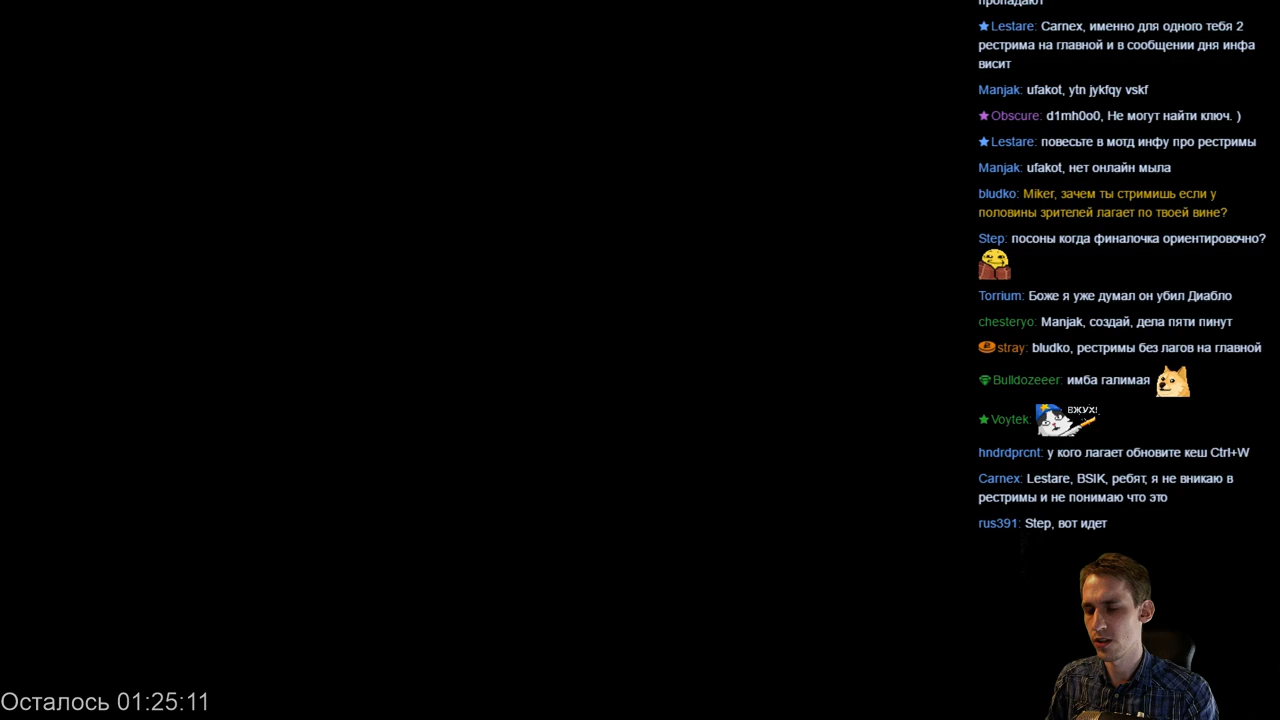 пропадают
Lestare: Carnex, именно для одного тебя 2
рестрима на главной и в сообщении дня инфа
висит
Manjak: ufakot, ytn jykfqy vskf
Obscure: d1mh0o0, Не могут найти ключ. )
Lestare: повесьте в мотд инфу про рестримы
Manjak: ufakot, нет онлайн мыла
bludko: Miker, зачем ты стримишь если у
половины зрителей лагает по твоей вине?
Step: посоны когда финалочка ориентировочно?
Torrium: Боже я уже думал он убил Диабло
chesteryo: Manjak, создай, дела пяти пинут
stray: bludko, рестримы без лагов на главной
Bulldozeeer: имба галимая
Voytek: ВЖУХ!
hndrdprcnt: у кого лагает обновите кеш Ctrl+W
Carnex: Lestare, BSIK, ребят, я не вникаю в
рестримы и не понимаю что это
rus391: Step, вот идет
Осталось 01:25:11